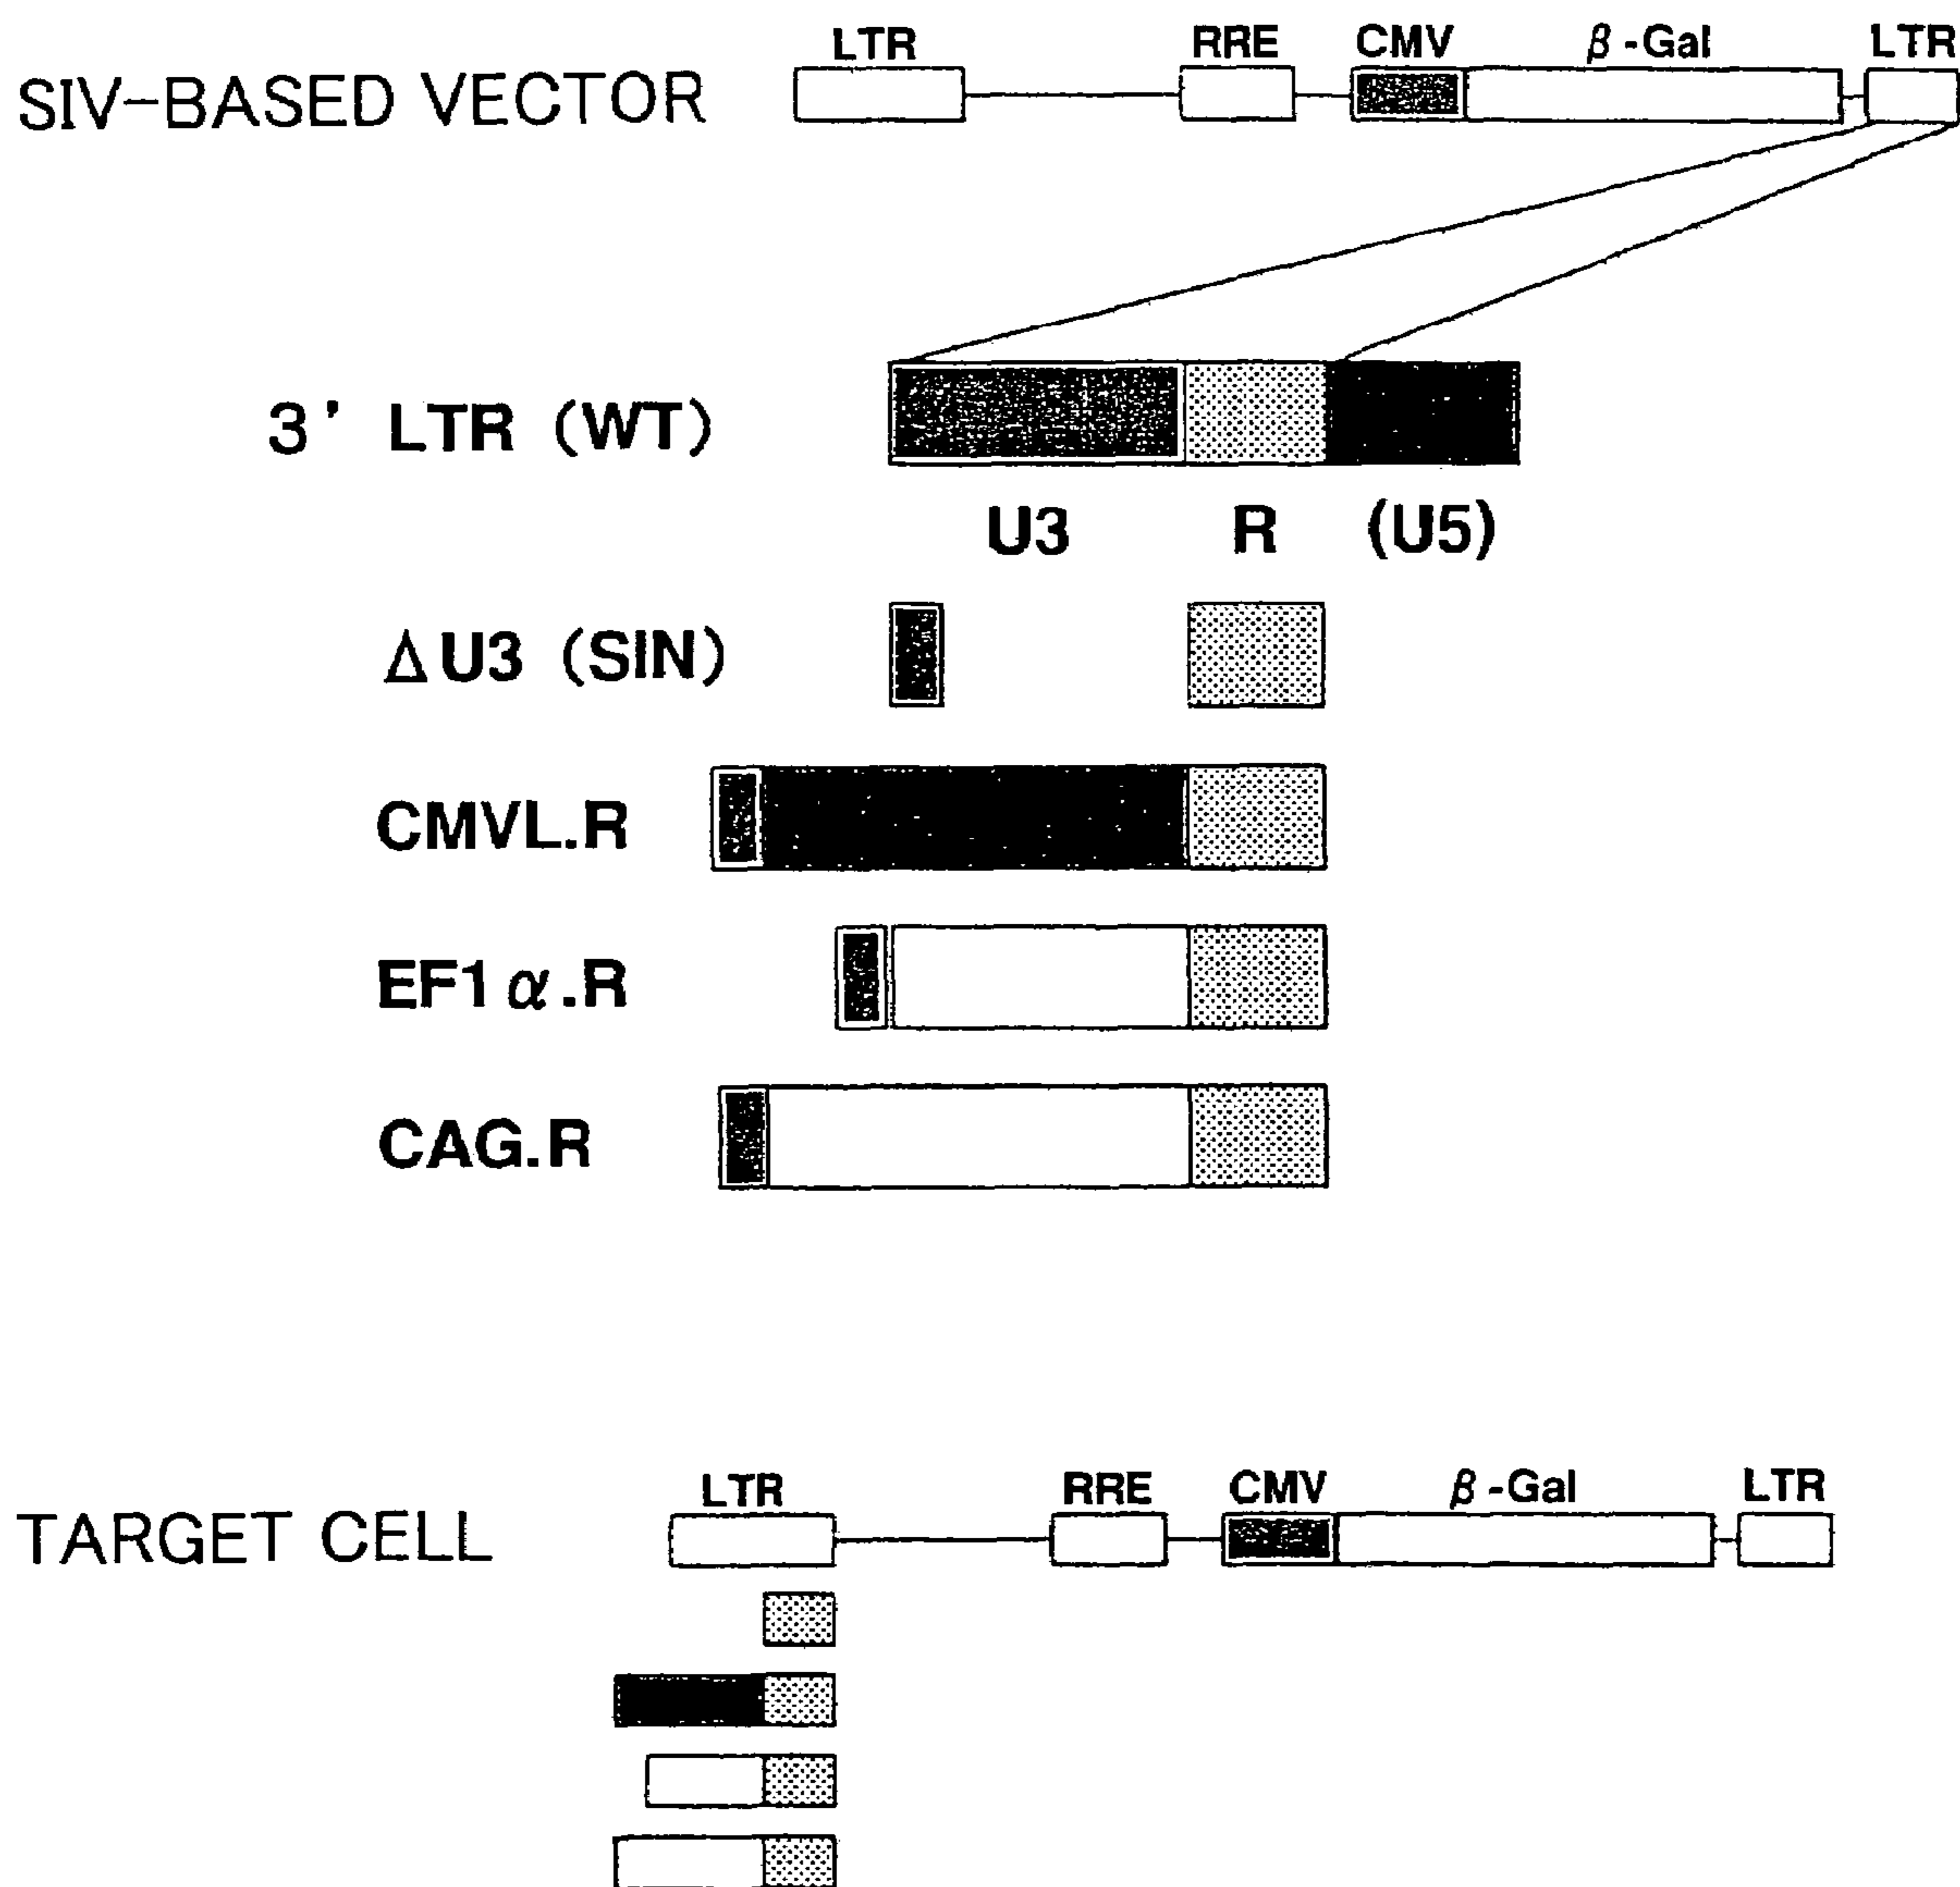 LTR RRE CMV β-Gal LTR
SIV-BASED VECTOR
3' LTR (WT)
U3 R (U5)
ΔU3 (SIN)
CMVL.R
EF1α.R
CAG.R
LTR RRE CMV β-Gal LTR
TARGET CELL